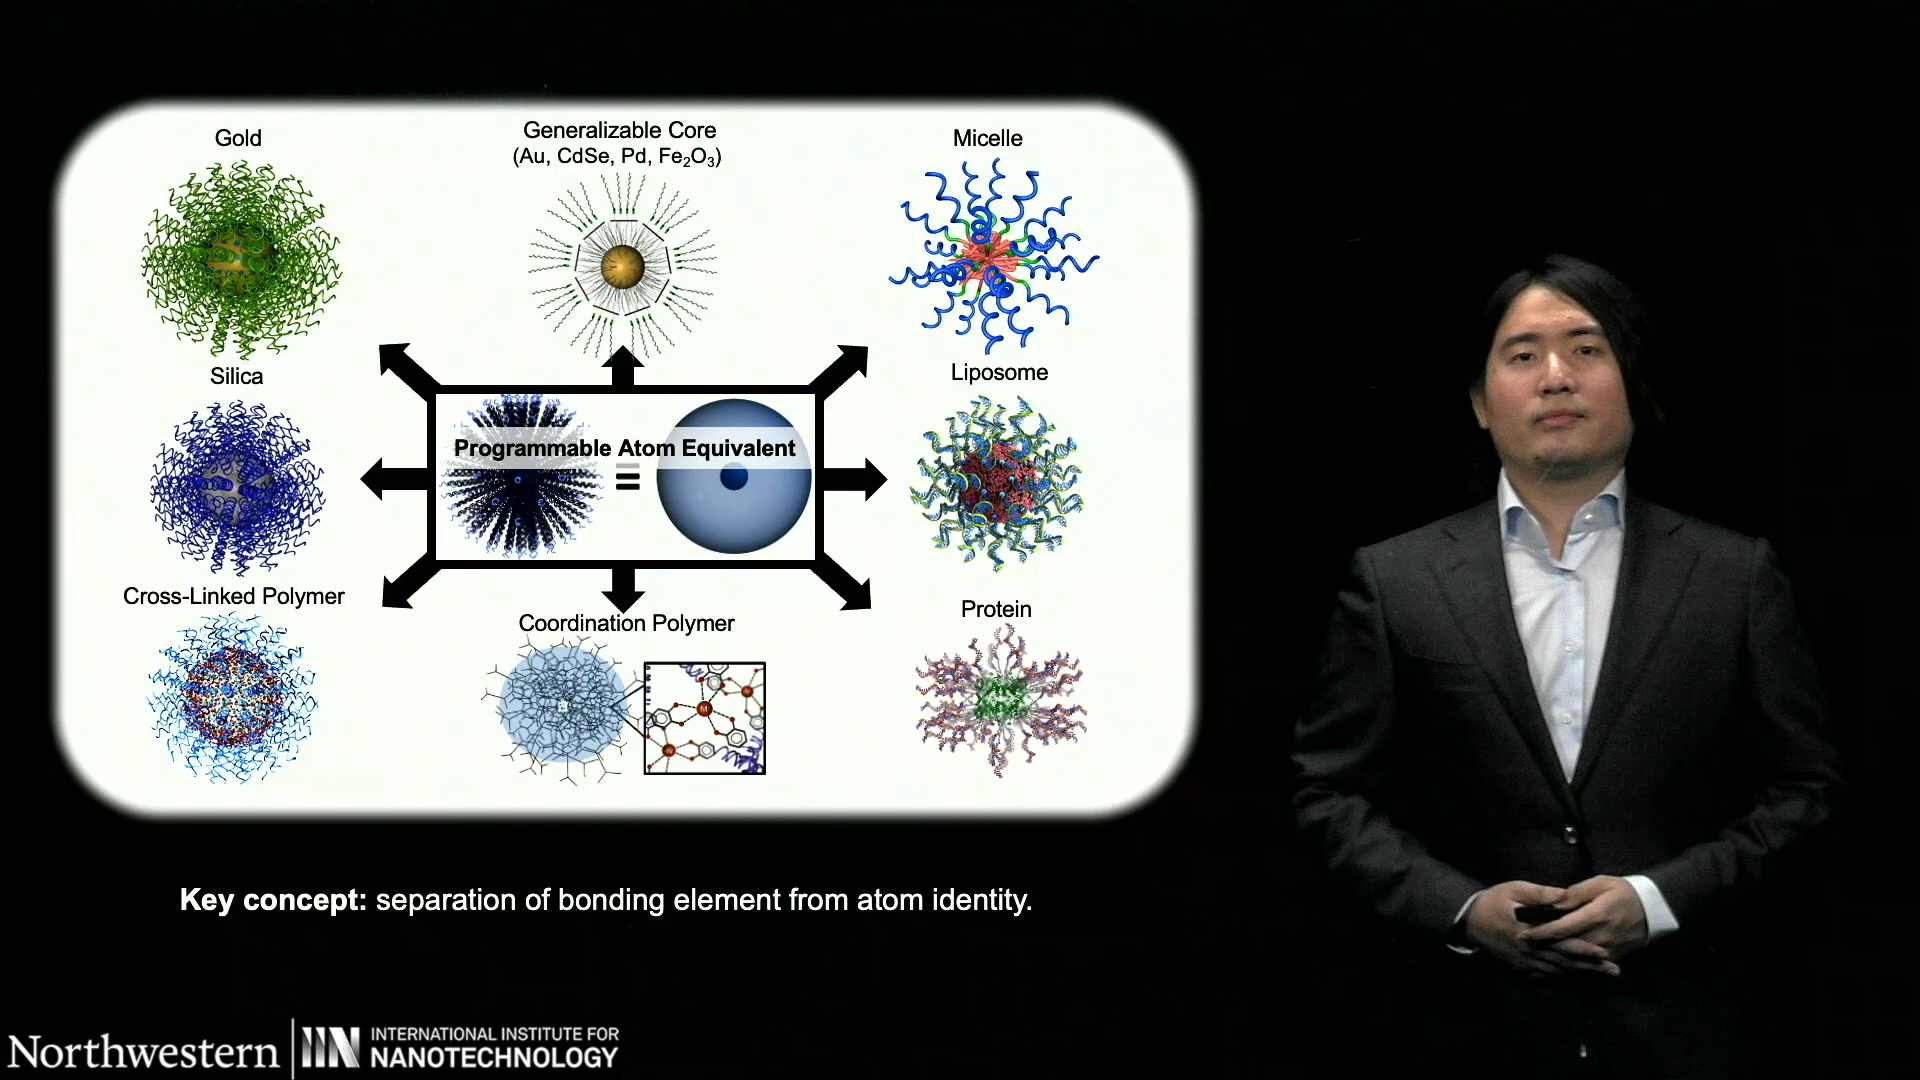 Gold
Generalizable Core
(Au, CdSe, Pd, Fe₂O₃)
Micelle
Silica
Liposome
Programmable Atom Equivalent
Cross-Linked Polymer
Coordination Polymer
Protein
M
Key concept: separation of bonding element from atom identity.
Northwestern
IIN
INTERNATIONAL INSTITUTE FOR
NANOTECHNOLOGY